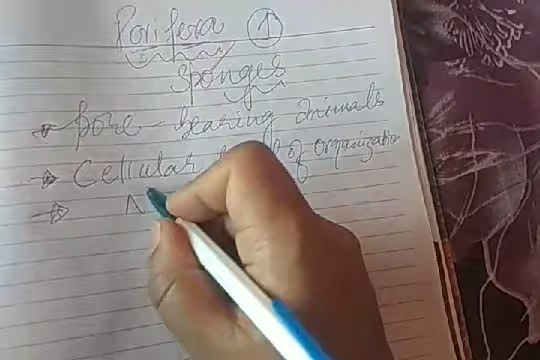 Porifera 1
Sponges
Pore-bearing animals
Cellular of organization